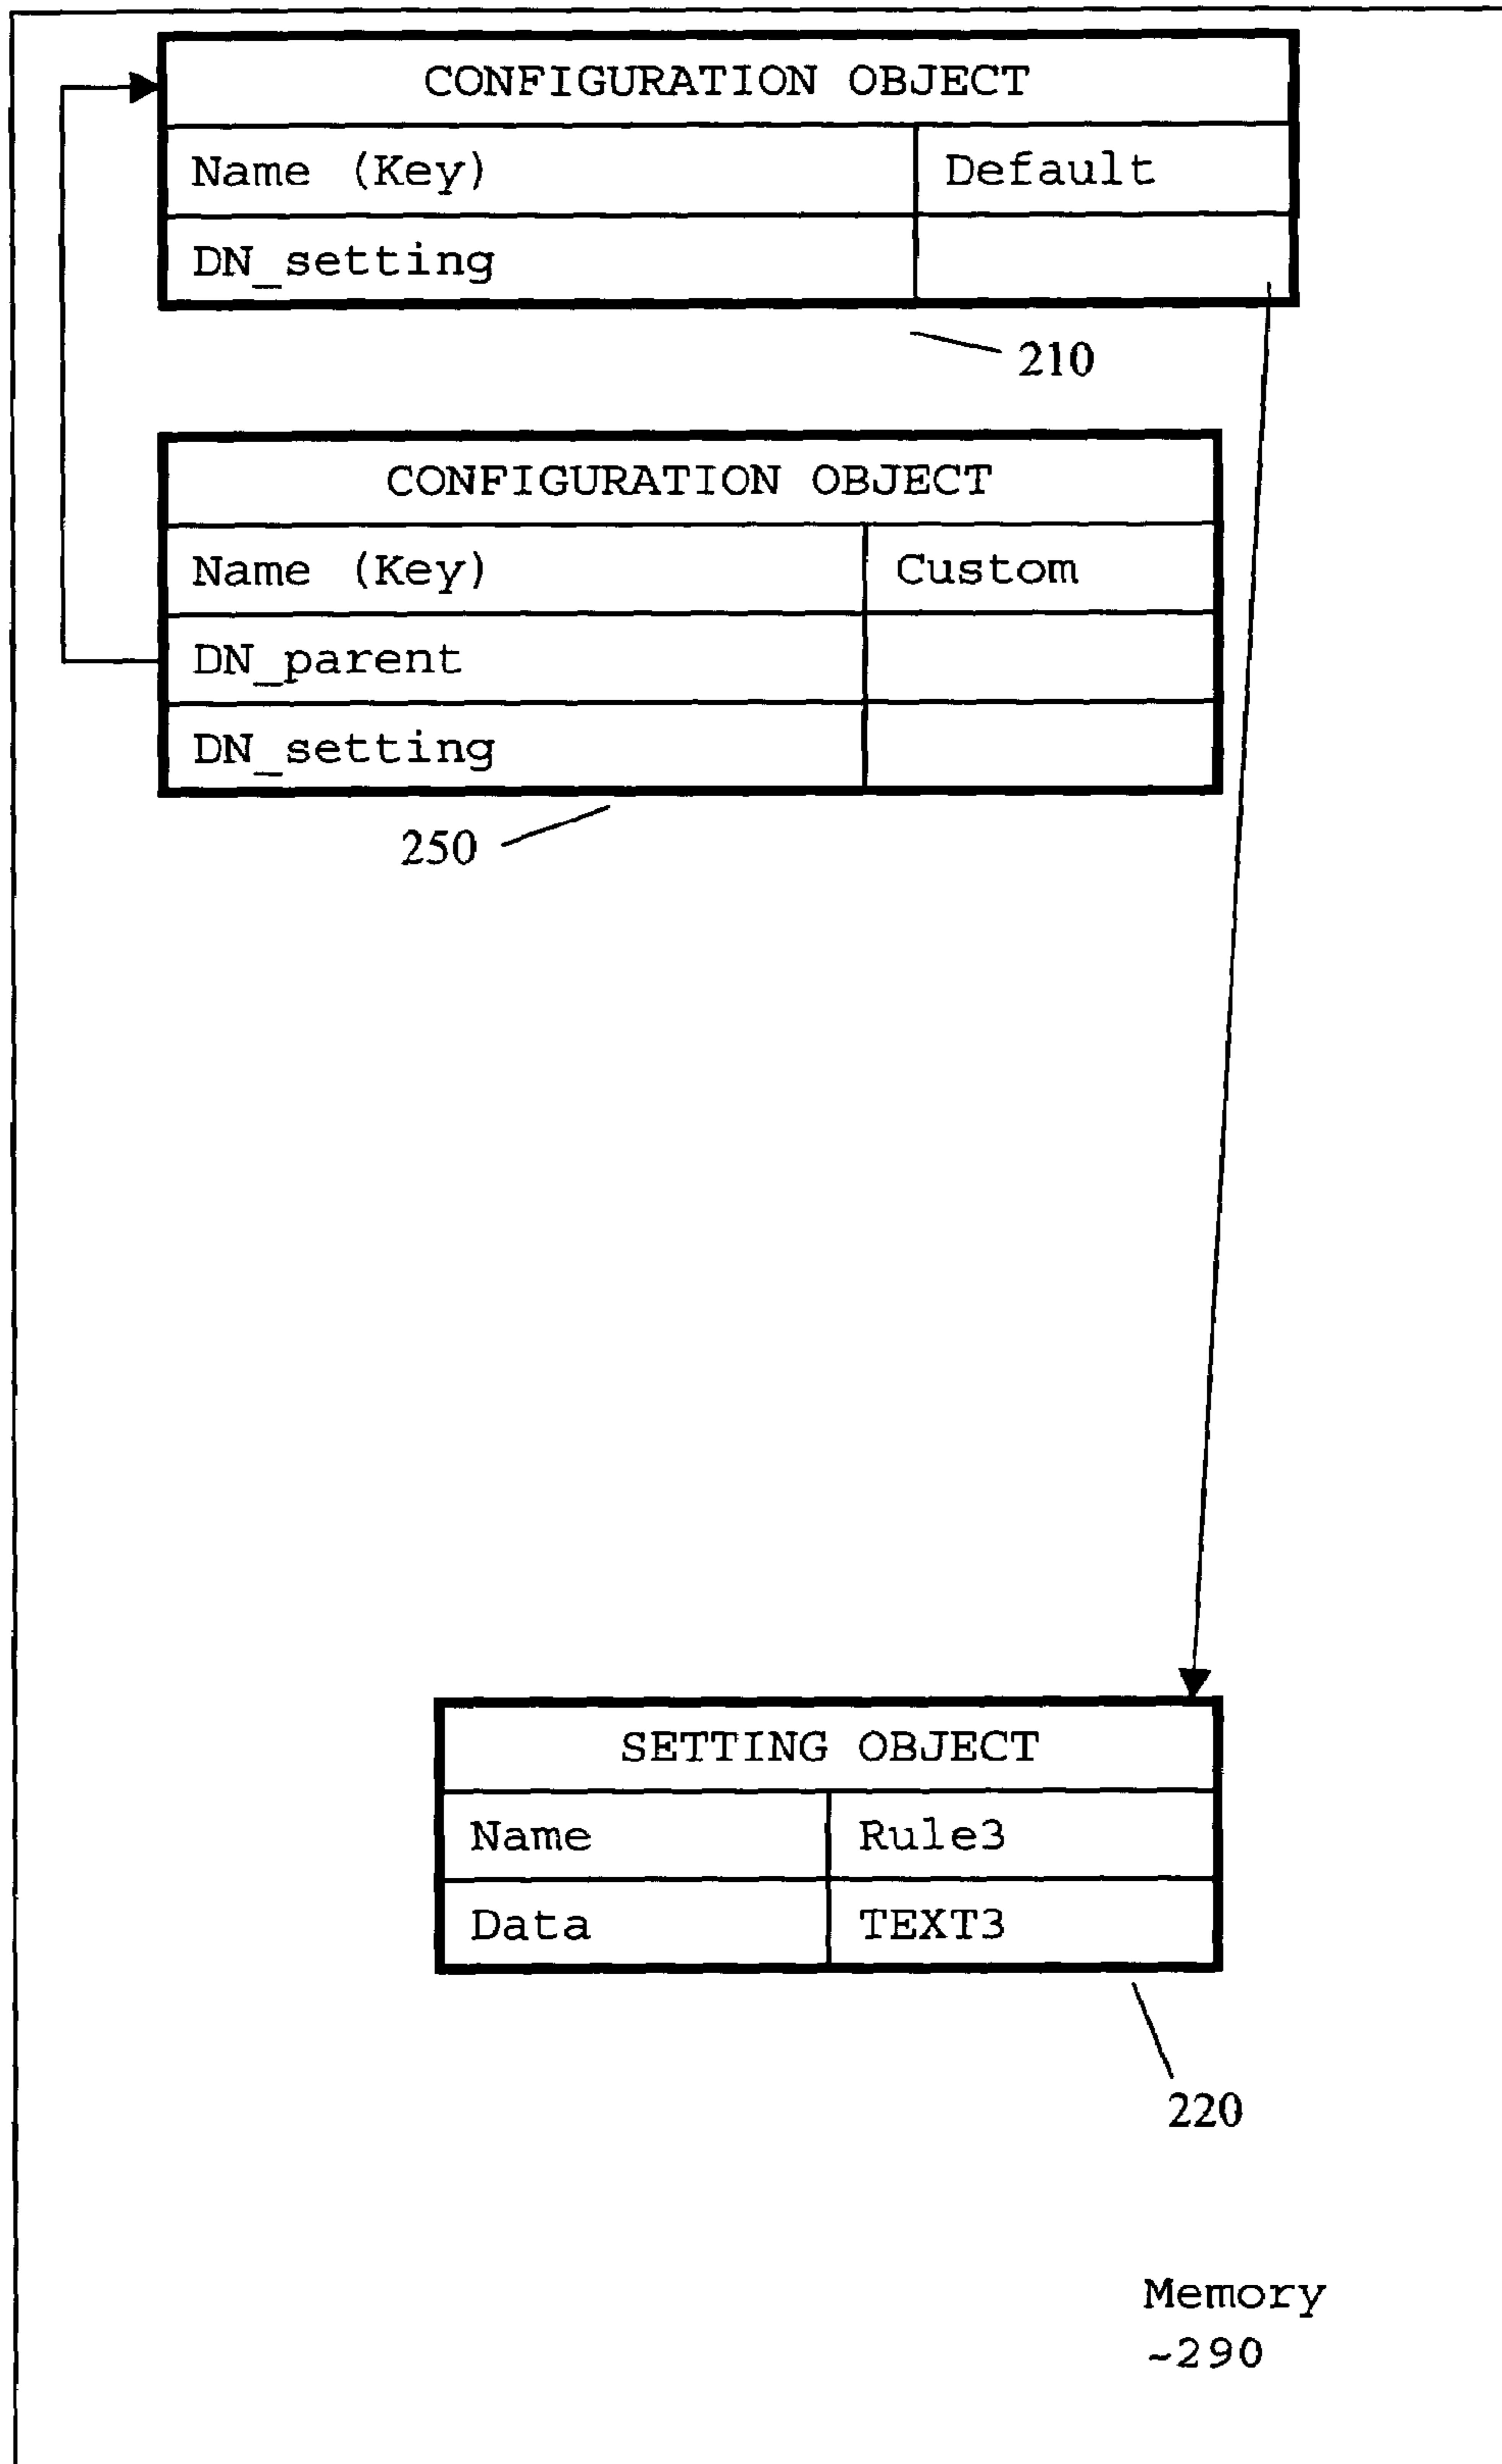 CONFIGURATION OBJECT
Name (Key) Default
DN_setting
210
CONFIGURATION OBJECT
Name (Key) Custom
DN_parent
DN_setting
250
SETTING OBJECT
Name Rule3
Data TEXT3
220
Memory
~290